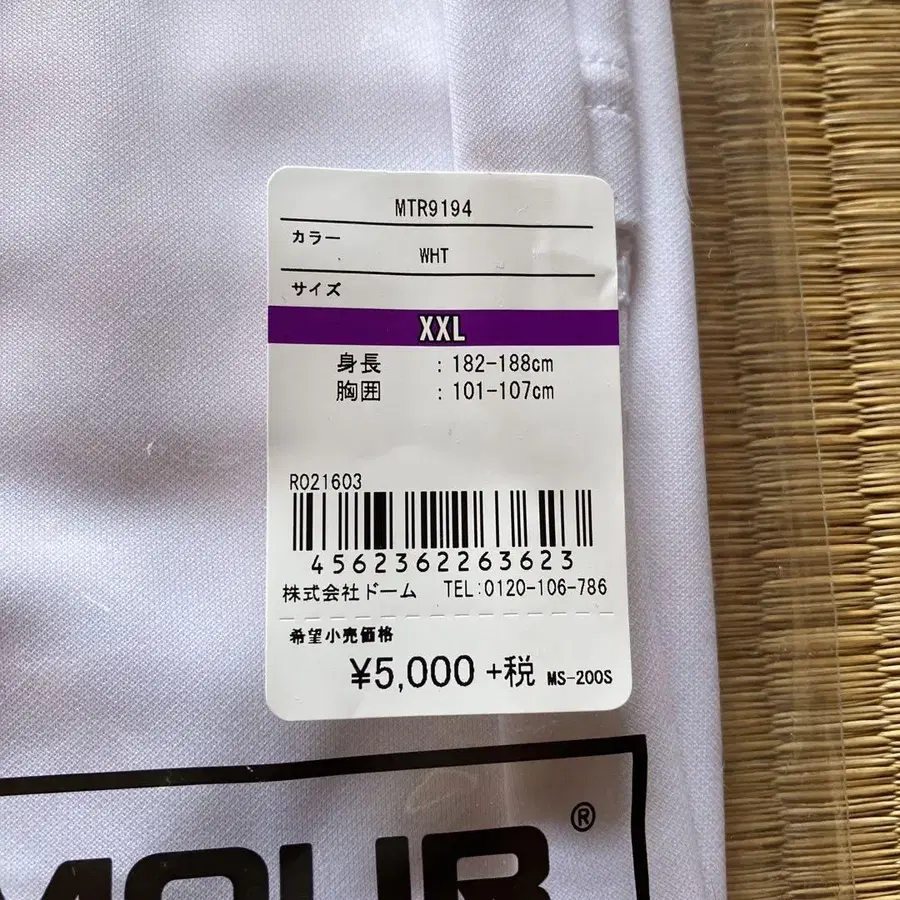 MTR9194
カラー
WHT
サイズ
XXL
身長 : 182-188cm
胸囲 : 101-107cm
R021603
4562362263623
株式会社ドーム TEL:0120-106-786
希望小売価格
¥5,000 +税 MS-200S
®
MOUR